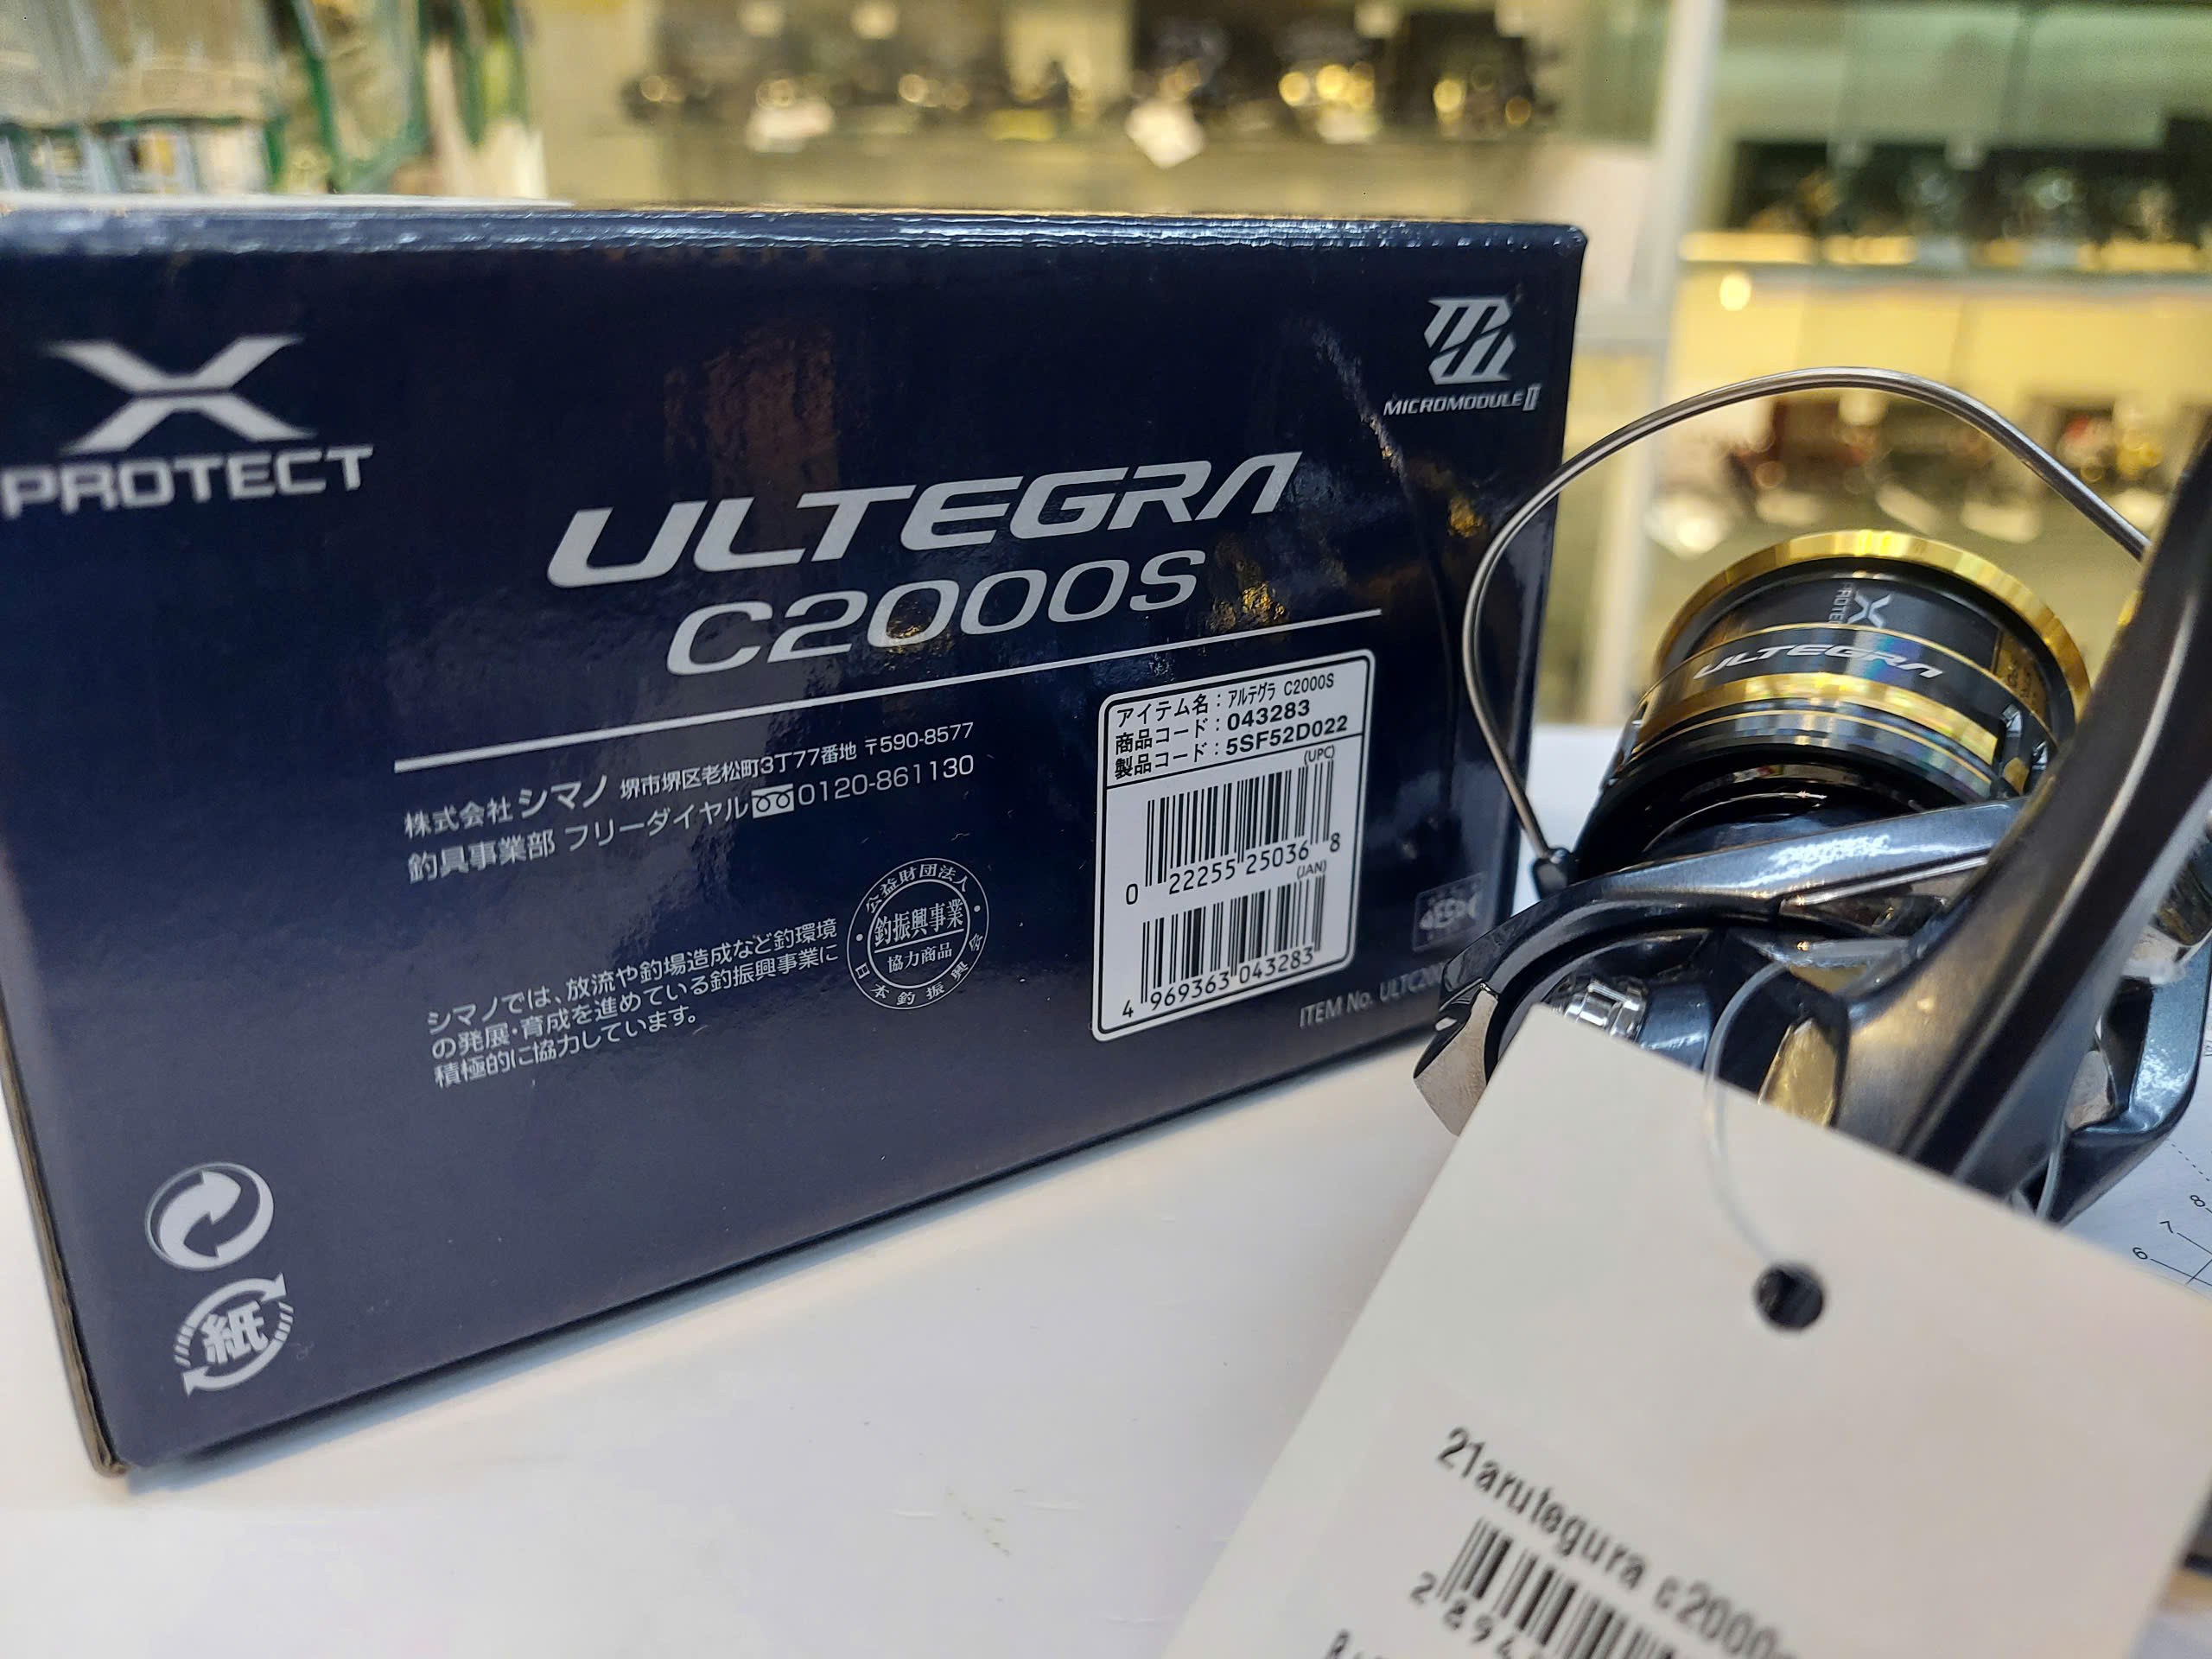 X
PROTECT
MICROMODULE II
ULTEGRA
C2000S
アイテム名：アルテグラ C2000S
商品コード：043283
製品コード：5SF52D022
(UPC)
0 22255 25036 8
(JAN)
4 969363 043283
株式会社 シマノ 堺市堺区老松町3丁77番地 〒590-8577
釣具事業部 フリーダイヤル 0120-861130
シマノでは、放流や釣場造成など釣環境
の発展・育成を進めている釣振興事業に
積極的に協力しています。
公益財団法人
釣振興事業
協力商品
日本釣振興会
ITEM No.
紙
X
ULTEGRA
21arutegura c2000
8
7
6